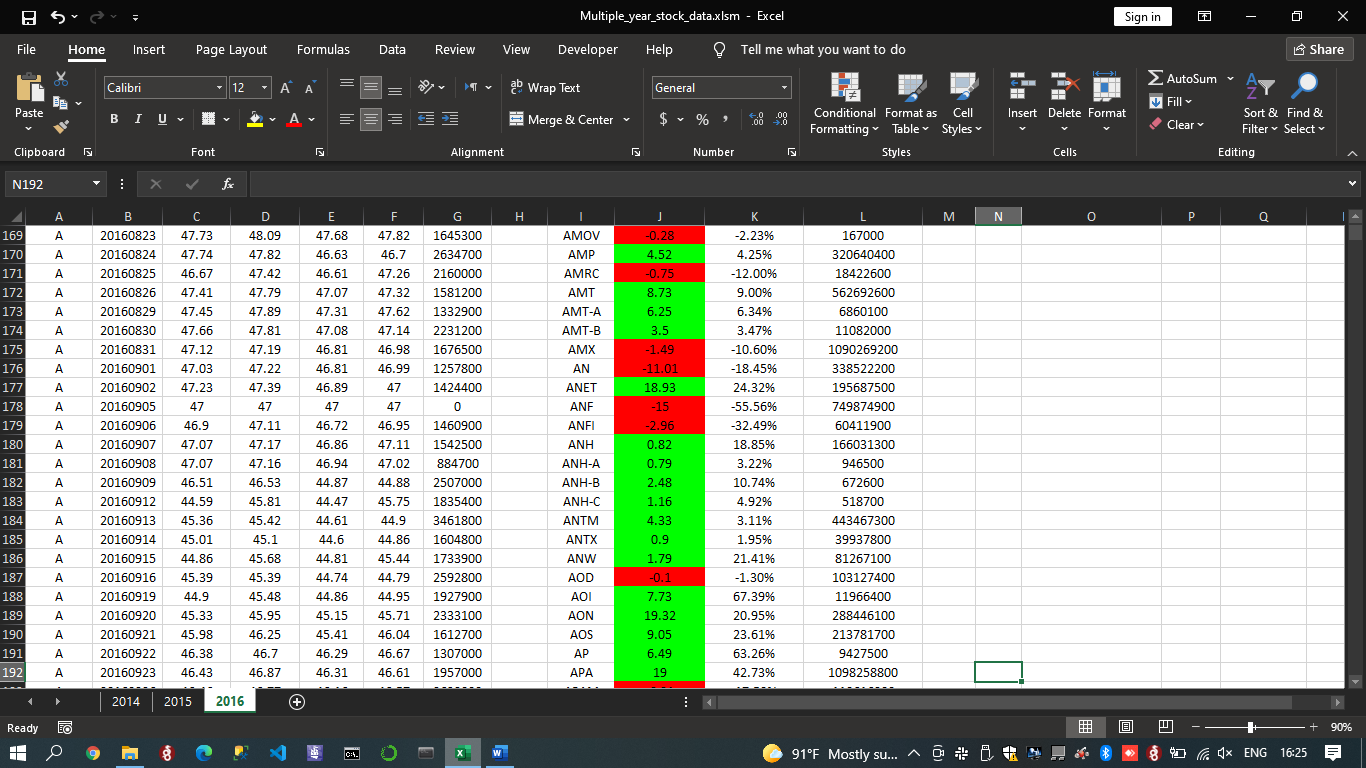 Multiple_year_stock_data.xlsm - Excel
Sign in
File Home Insert Page Layout Formulas Data Review View Developer Help Tell me what you want to do Share
Calibri 12 Wrap Text General AutoSum
Paste B I U Merge & Center $ % , Conditional Formatting Format as Table Cell Styles Insert Delete Format Fill Clear Sort & Filter Find & Select
Clipboard Font Alignment Number Styles Cells Editing
N192 fx
A B C D E F G H I J K L M N O P Q
169 A 20160823 47.73 48.09 47.68 47.82 1645300 AMOV -0.28 -2.23% 167000
170 A 20160824 47.74 47.82 46.63 46.7 2634700 AMP 4.52 4.25% 320640400
171 A 20160825 46.67 47.42 46.61 47.26 2160000 AMRC -0.75 -12.00% 18422600
172 A 20160826 47.41 47.79 47.07 47.32 1581200 AMT 8.73 9.00% 562692600
173 A 20160829 47.45 47.89 47.31 47.62 1332900 AMT-A 6.25 6.34% 6860100
174 A 20160830 47.66 47.81 47.08 47.14 2231200 AMT-B 3.5 3.47% 11082000
175 A 20160831 47.12 47.19 46.81 46.98 1676500 AMX -1.49 -10.60% 1090269200
176 A 20160901 47.03 47.22 46.81 46.99 1257800 AN -11.01 -18.45% 338522200
177 A 20160902 47.23 47.39 46.89 47 1424400 ANET 18.93 24.32% 195687500
178 A 20160905 47 47 47 47 0 ANF -15 -55.56% 749874900
179 A 20160906 46.9 47.11 46.72 46.95 1460900 ANFI -2.96 -32.49% 60411900
180 A 20160907 47.07 47.17 46.86 47.11 1542500 ANH 0.82 18.85% 166031300
181 A 20160908 47.07 47.16 46.94 47.02 884700 ANH-A 0.79 3.22% 946500
182 A 20160909 46.51 46.53 44.87 44.88 2507000 ANH-B 2.48 10.74% 672600
183 A 20160912 44.59 45.81 44.47 45.75 1835400 ANH-C 1.16 4.92% 518700
184 A 20160913 45.36 45.42 44.61 44.9 3461800 ANTM 4.33 3.11% 443467300
185 A 20160914 45.01 45.1 44.6 44.86 1604800 ANTX 0.9 1.95% 39937800
186 A 20160915 44.86 45.68 44.81 45.44 1733900 ANW 1.79 21.41% 81267100
187 A 20160916 45.39 45.39 44.74 44.79 2592800 AOD -0.1 -1.30% 103127400
188 A 20160919 44.9 45.48 44.86 44.95 1927900 AOI 7.73 67.39% 11966400
189 A 20160920 45.33 45.95 45.15 45.71 2333100 AON 19.32 20.95% 288446100
190 A 20160921 45.98 46.25 45.41 46.04 1612700 AOS 9.05 23.61% 213781700
191 A 20160922 46.38 46.7 46.29 46.67 1307000 AP 6.49 63.26% 9427500
192 A 20160923 46.43 46.87 46.31 46.61 1957000 APA 19 42.73% 1098258800
2014 2015 2016
Ready 90%
91°F Mostly su... ENG 16:25